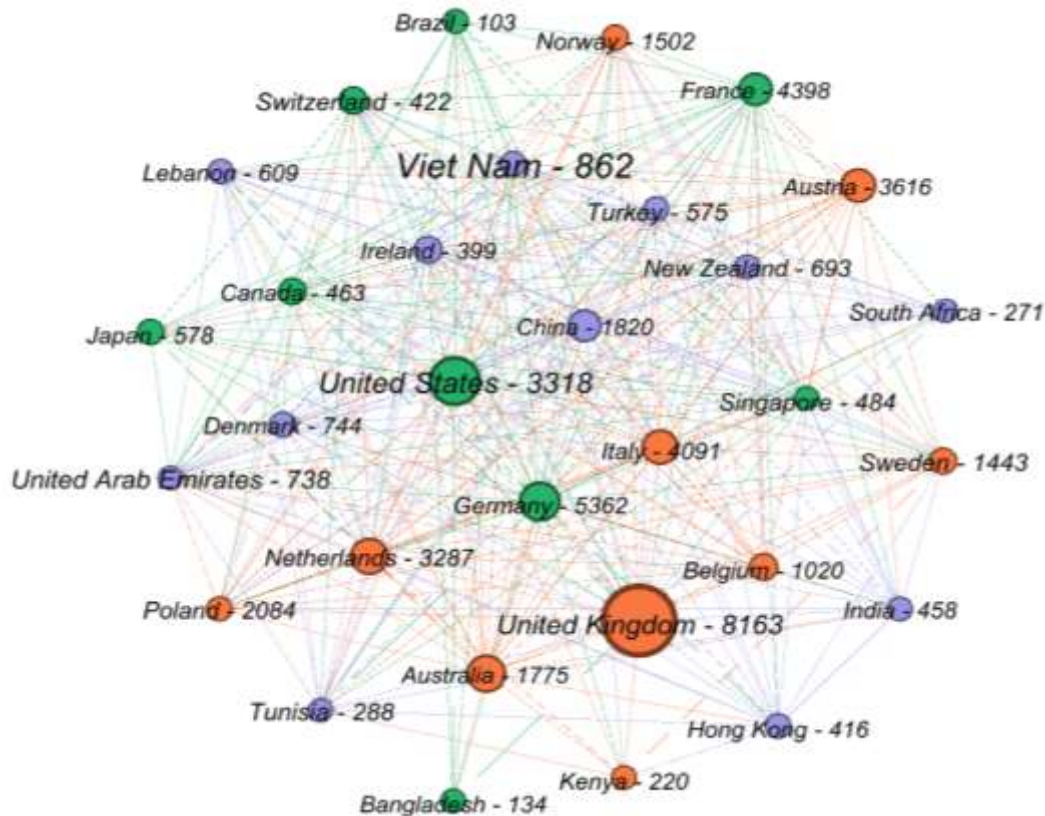 Brazil - 103
Norway - 1502
France - 4398
Switzerland - 422
Viet Nam - 862
Lebanon - 609
Austria - 3616
Turkey - 575
Ireland - 399
New Zealand - 693
Canada - 463
South Africa - 271
China - 1820
Japan - 578
United States - 3318
Singapore - 484
Denmark - 744
Italy - 4091
Sweden - 1443
United Arab Emirates - 738
Germany - 5362
Netherlands - 3287
Belgium - 1020
Poland - 2084
India - 458
United Kingdom - 8163
Australia - 1775
Tunisia - 288
Hong Kong - 416
Kenya - 220
Bangladesh - 134